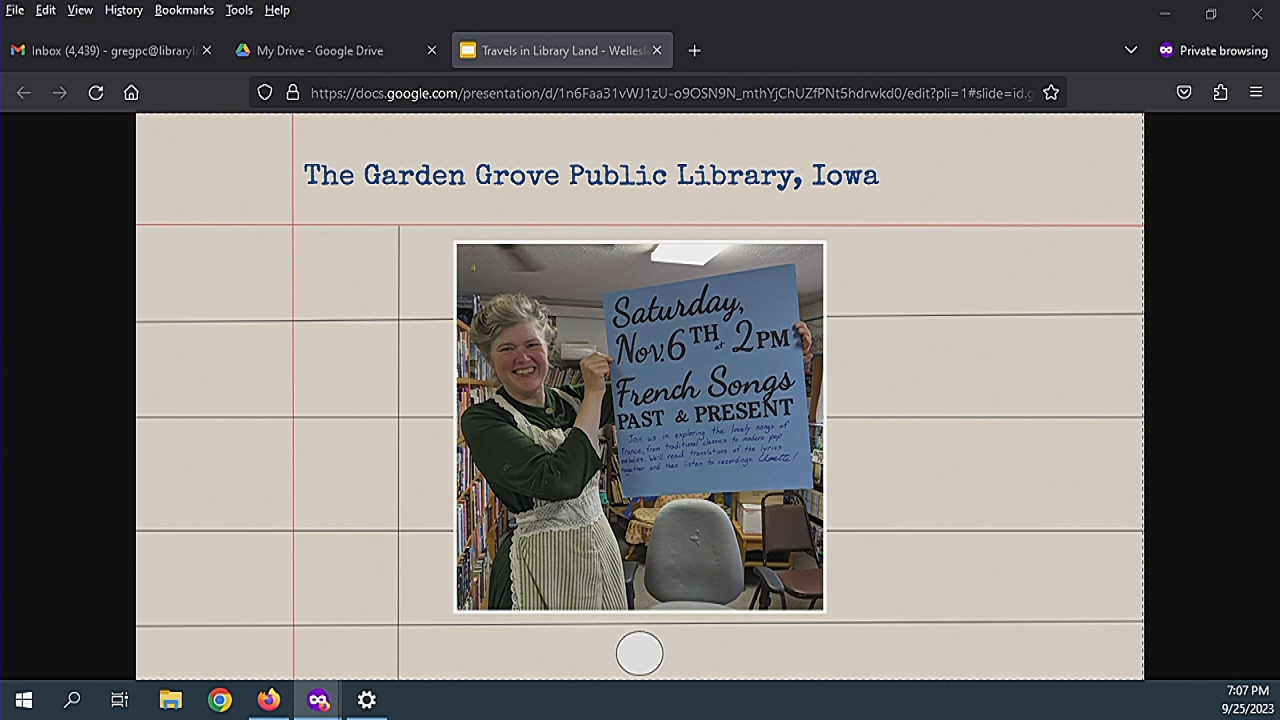 File Edit View History Bookmarks Tools Help
Inbox (4,439) - gregpc@library
My Drive - Google Drive
Travels in Library Land - Wellesl
Private browsing
https://docs.google.com/presentation/d/1n6Faa31vWJ1zU-o9OSN9N_mthYjChUZfPNt5hdrwkd0/edit?pli=1#slide=id.g
The Garden Grove Public Library, Iowa
Saturday,
Nov. 6TH at 2PM
French Songs
PAST & PRESENT
Join us in exploring the lovely songs of
France, from traditional classics to modern pop
melodies. We'll read translations of the lyrics
together and then listen to recordings.
7:07 PM
9/25/2023